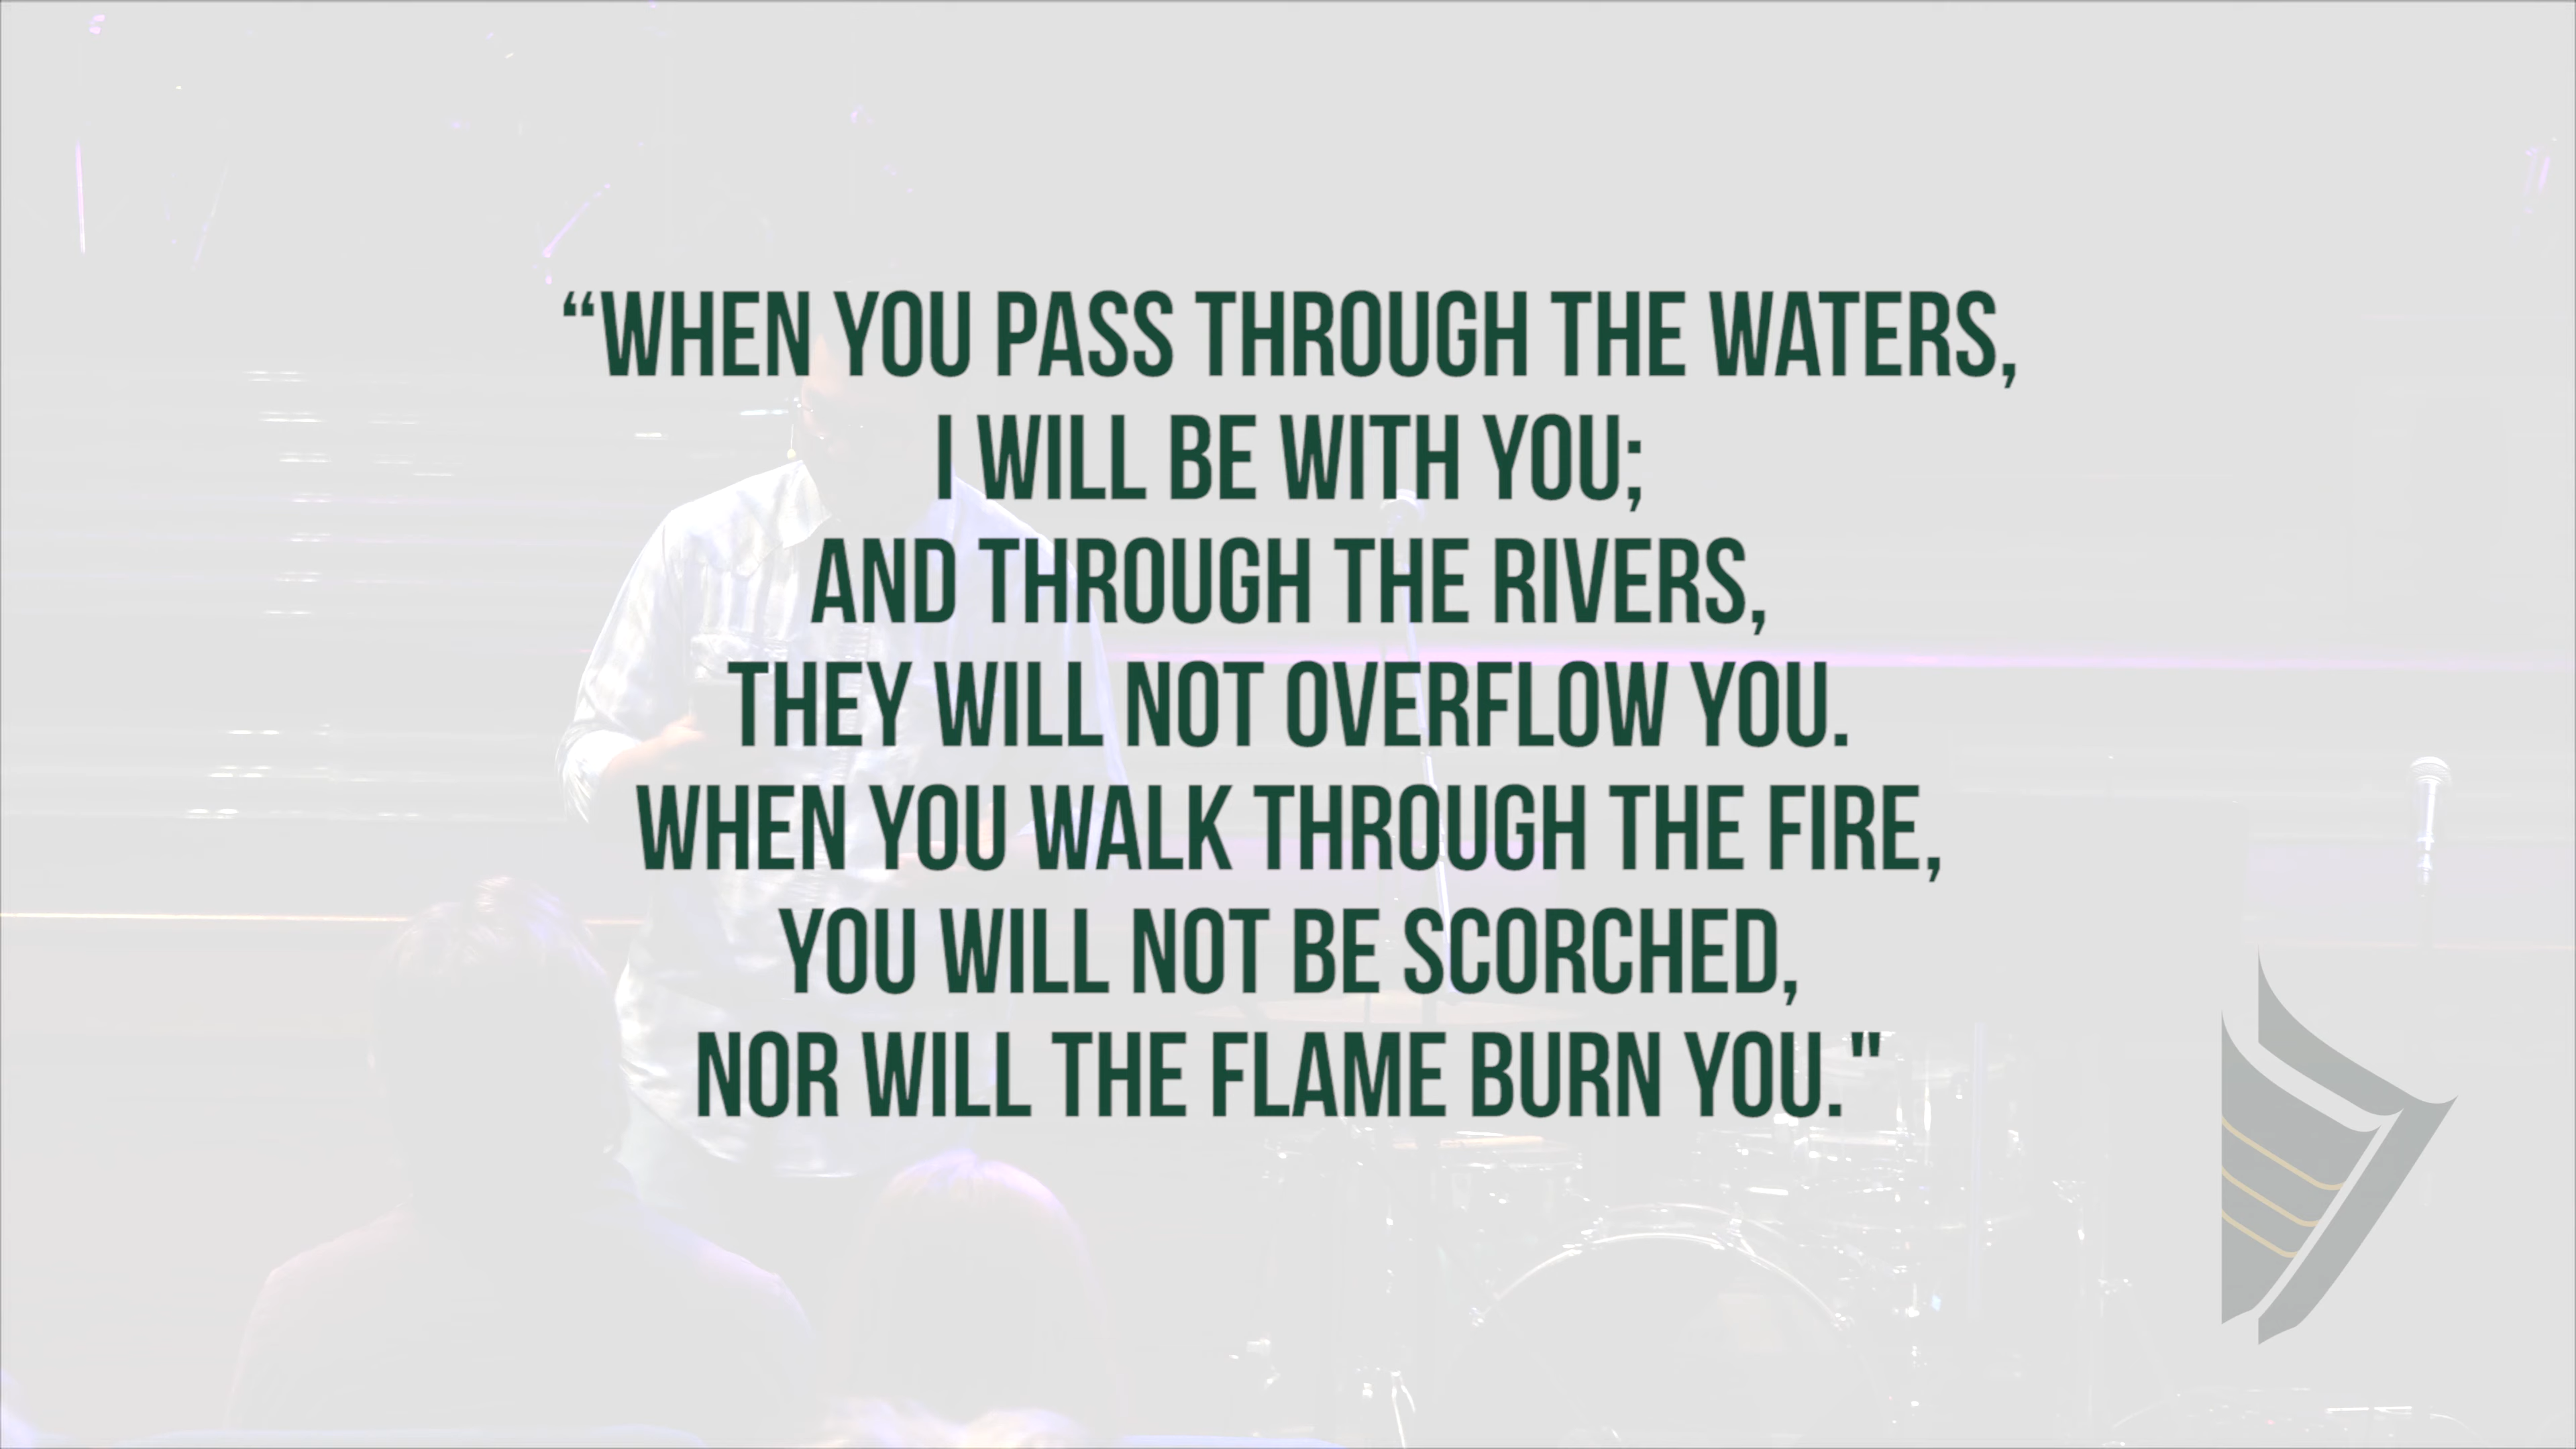 “WHEN YOU PASS THROUGH THE WATERS,
I WILL BE WITH YOU;
AND THROUGH THE RIVERS,
THEY WILL NOT OVERFLOW YOU.
WHEN YOU WALK THROUGH THE FIRE,
YOU WILL NOT BE SCORCHED,
NOR WILL THE FLAME BURN YOU."